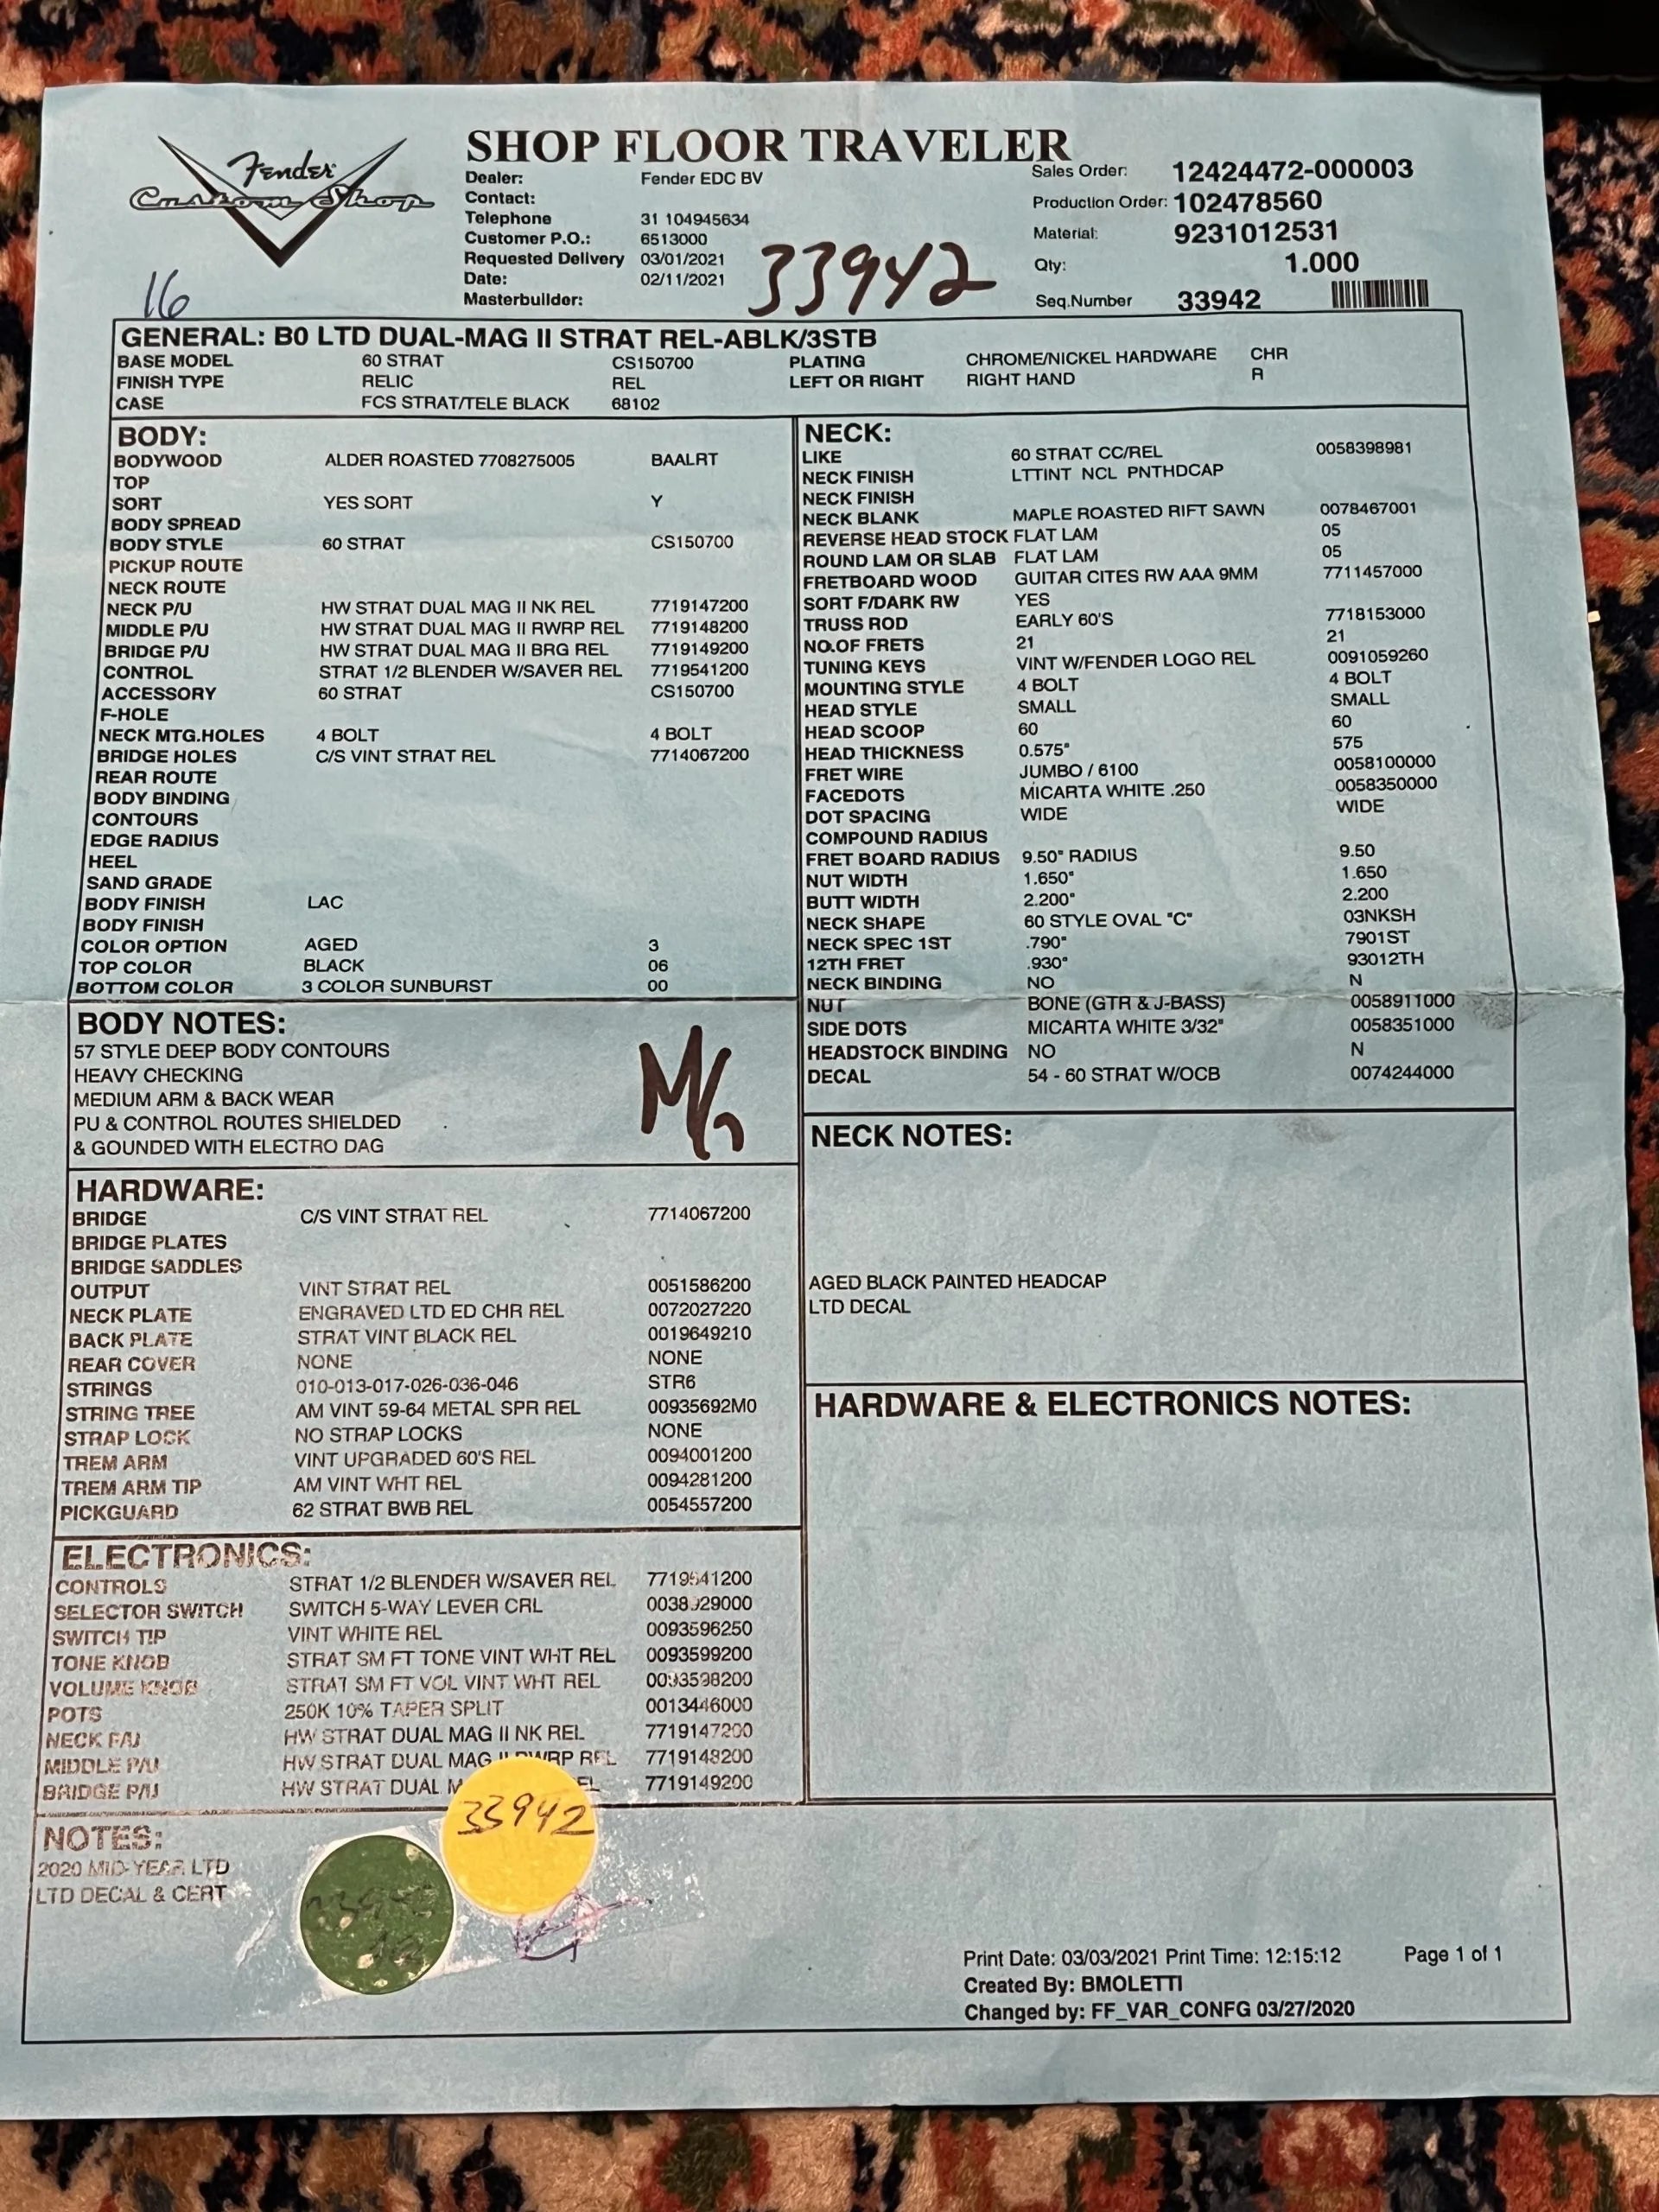 Fender
Custom Shop
SHOP FLOOR TRAVELER
Dealer: Fender EDC BV
Contact:
Telephone 31 104945634
Customer P.O.: 6513000
Requested Delivery 03/01/2021
Date: 02/11/2021
Masterbuilder:
33942
16
Sales Order: 12424472-000003
Production Order: 102478560
Material: 9231012531
Qty: 1.000
Seq.Number 33942
GENERAL: B0 LTD DUAL-MAG II STRAT REL-ABLK/3STB
BASE MODEL 60 STRAT CS150700 PLATING CHROME/NICKEL HARDWARE CHR
FINISH TYPE RELIC REL LEFT OR RIGHT RIGHT HAND R
CASE FCS STRAT/TELE BLACK 68102
BODY:
BODYWOOD ALDER ROASTED 7708275005 BAALRT
TOP
SORT YES SORT Y
BODY SPREAD
BODY STYLE 60 STRAT CS150700
PICKUP ROUTE
NECK ROUTE
NECK P/U HW STRAT DUAL MAG II NK REL 7719147200
MIDDLE P/U HW STRAT DUAL MAG II RWRP REL 7719148200
BRIDGE P/U HW STRAT DUAL MAG II BRG REL 7719149200
CONTROL STRAT 1/2 BLENDER W/SAVER REL 7719541200
ACCESSORY 60 STRAT CS150700
F-HOLE
NECK MTG.HOLES 4 BOLT 4 BOLT
BRIDGE HOLES C/S VINT STRAT REL 7714067200
REAR ROUTE
BODY BINDING
CONTOURS
EDGE RADIUS
HEEL
SAND GRADE
BODY FINISH LAC
BODY FINISH
COLOR OPTION AGED 3
TOP COLOR BLACK 06
BOTTOM COLOR 3 COLOR SUNBURST 00
BODY NOTES:
57 STYLE DEEP BODY CONTOURS
HEAVY CHECKING
MEDIUM ARM & BACK WEAR
PU & CONTROL ROUTES SHIELDED
& GOUNDED WITH ELECTRO DAG
HARDWARE:
BRIDGE C/S VINT STRAT REL 7714067200
BRIDGE PLATES
BRIDGE SADDLES
OUTPUT VINT STRAT REL 0051586200
NECK PLATE ENGRAVED LTD ED CHR REL 0072027220
BACK PLATE STRAT VINT BLACK REL 0019649210
REAR COVER NONE NONE
STRINGS 010-013-017-026-036-046 STR6
STRING TREE AM VINT 59-64 METAL SPR REL 00935692M0
STRAP LOCK NO STRAP LOCKS NONE
TREM ARM VINT UPGRADED 60'S REL 0094001200
TREM ARM TIP AM VINT WHT REL 0094281200
PICKGUARD 62 STRAT BWB REL 0054557200
ELECTRONICS:
CONTROLS STRAT 1/2 BLENDER W/SAVER REL 7719541200
SELECTOR SWITCH SWITCH 5-WAY LEVER CRL
SWITCH TIP VINT WHITE REL 0093596250
TONE KNOB STRAT SM FT TONE VINT WHT REL 0093599200
VOLUME KNOB STRAT SM FT VOL VINT WHT REL 0093598200
POTS 250K 10% TAPER SPLIT 0013446000
NECK P/U HW STRAT DUAL MAG II NK REL 7719147200
MIDDLE P/U HW STRAT DUAL MAG II RWRP REL 7719148200
BRIDGE P/U HW STRAT DUAL 7719149200
NOTES:
2020 MID-YEAR LTD
LTD DECAL & CERT
33942
NECK:
LIKE 60 STRAT CC/REL 0058398981
NECK FINISH LTTINT NCL PNTHDCAP
NECK FINISH
NECK BLANK MAPLE ROASTED RIFT SAWN 0078467001
REVERSE HEAD STOCK FLAT LAM 05
ROUND LAM OR SLAB FLAT LAM 05
FRETBOARD WOOD GUITAR CITES RW AAA 9MM 7711457000
SORT F/DARK RW YES
TRUSS ROD EARLY 60'S 7718153000
NO.OF FRETS 21 21
TUNING KEYS VINT W/FENDER LOGO REL 0091059260
MOUNTING STYLE 4 BOLT 4 BOLT
HEAD STYLE SMALL SMALL
HEAD SCOOP 60 60
HEAD THICKNESS 0.575" 575
FRET WIRE JUMBO / 6100 0058100000
FACEDOTS MICARTA WHITE .250 0058350000
DOT SPACING WIDE WIDE
COMPOUND RADIUS
FRET BOARD RADIUS 9.50" RADIUS 9.50
NUT WIDTH 1.650" 1.650
BUTT WIDTH 2.200" 2.200
NECK SHAPE 60 STYLE OVAL "C" 03NKSH
NECK SPEC 1ST .790" 7901ST
12TH FRET .930" 93012TH
NECK BINDING NO N
NUT BONE (GTR & J-BASS) 0058911000
SIDE DOTS MICARTA WHITE 3/32" 0058351000
HEADSTOCK BINDING NO N
DECAL 54 - 60 STRAT W/OCB 0074244000
NECK NOTES:
AGED BLACK PAINTED HEADCAP
LTD DECAL
HARDWARE & ELECTRONICS NOTES:
Print Date: 03/03/2021 Print Time: 12:15:12 Page 1 of 1
Created By: BMOLETTI
Changed by: FF_VAR_CONFG 03/27/2020